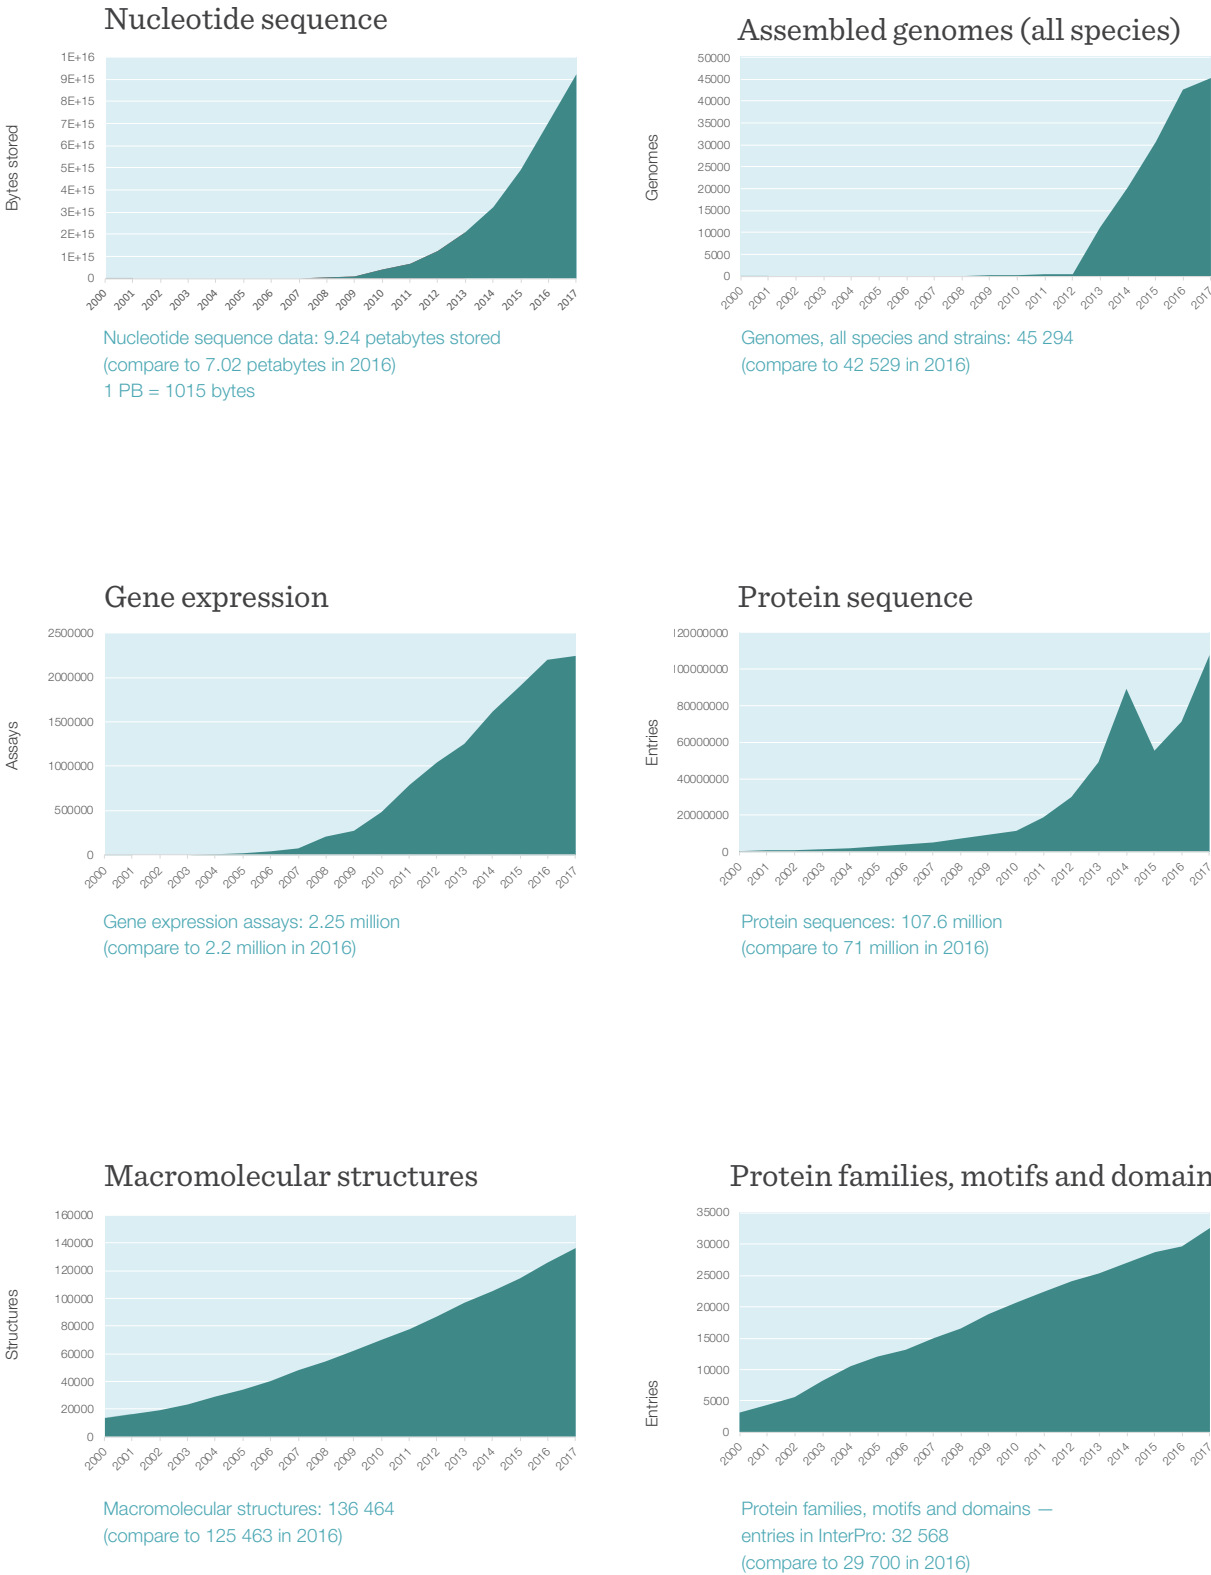 Nucleotide sequence
Bytes stored
1E+16
9E+15
8E+15
7E+15
6E+15
5E+15
4E+15
3E+15
2E+15
1E+15
0
2000 2001 2002 2003 2004 2005 2006 2007 2008 2009 2010 2011 2012 2013 2014 2015 2016 2017
Nucleotide sequence data: 9.24 petabytes stored
(compare to 7.02 petabytes in 2016)
1 PB = 1015 bytes
Assembled genomes (all species)
Genomes
50000
45000
40000
35000
30000
25000
20000
15000
10000
5000
0
2000 2001 2002 2003 2004 2005 2006 2007 2008 2009 2010 2011 2012 2013 2014 2015 2016 2017
Genomes, all species and strains: 45 294
(compare to 42 529 in 2016)
Gene expression
Assays
2500000
2000000
1500000
1000000
500000
0
2000 2001 2002 2003 2004 2005 2006 2007 2008 2009 2010 2011 2012 2013 2014 2015 2016 2017
Gene expression assays: 2.25 million
(compare to 2.2 million in 2016)
Protein sequence
Entries
120000000
100000000
80000000
60000000
40000000
20000000
0
2000 2001 2002 2003 2004 2005 2006 2007 2008 2009 2010 2011 2012 2013 2014 2015 2016 2017
Protein sequences: 107.6 million
(compare to 71 million in 2016)
Macromolecular structures
Structures
160000
140000
120000
100000
80000
60000
40000
20000
0
2000 2001 2002 2003 2004 2005 2006 2007 2008 2009 2010 2011 2012 2013 2014 2015 2016 2017
Macromolecular structures: 136 464
(compare to 125 463 in 2016)
Protein families, motifs and domain
Entries
35000
30000
25000
20000
15000
10000
5000
0
2000 2001 2002 2003 2004 2005 2006 2007 2008 2009 2010 2011 2012 2013 2014 2015 2016 2017
Protein families, motifs and domains —
entries in InterPro: 32 568
(compare to 29 700 in 2016)